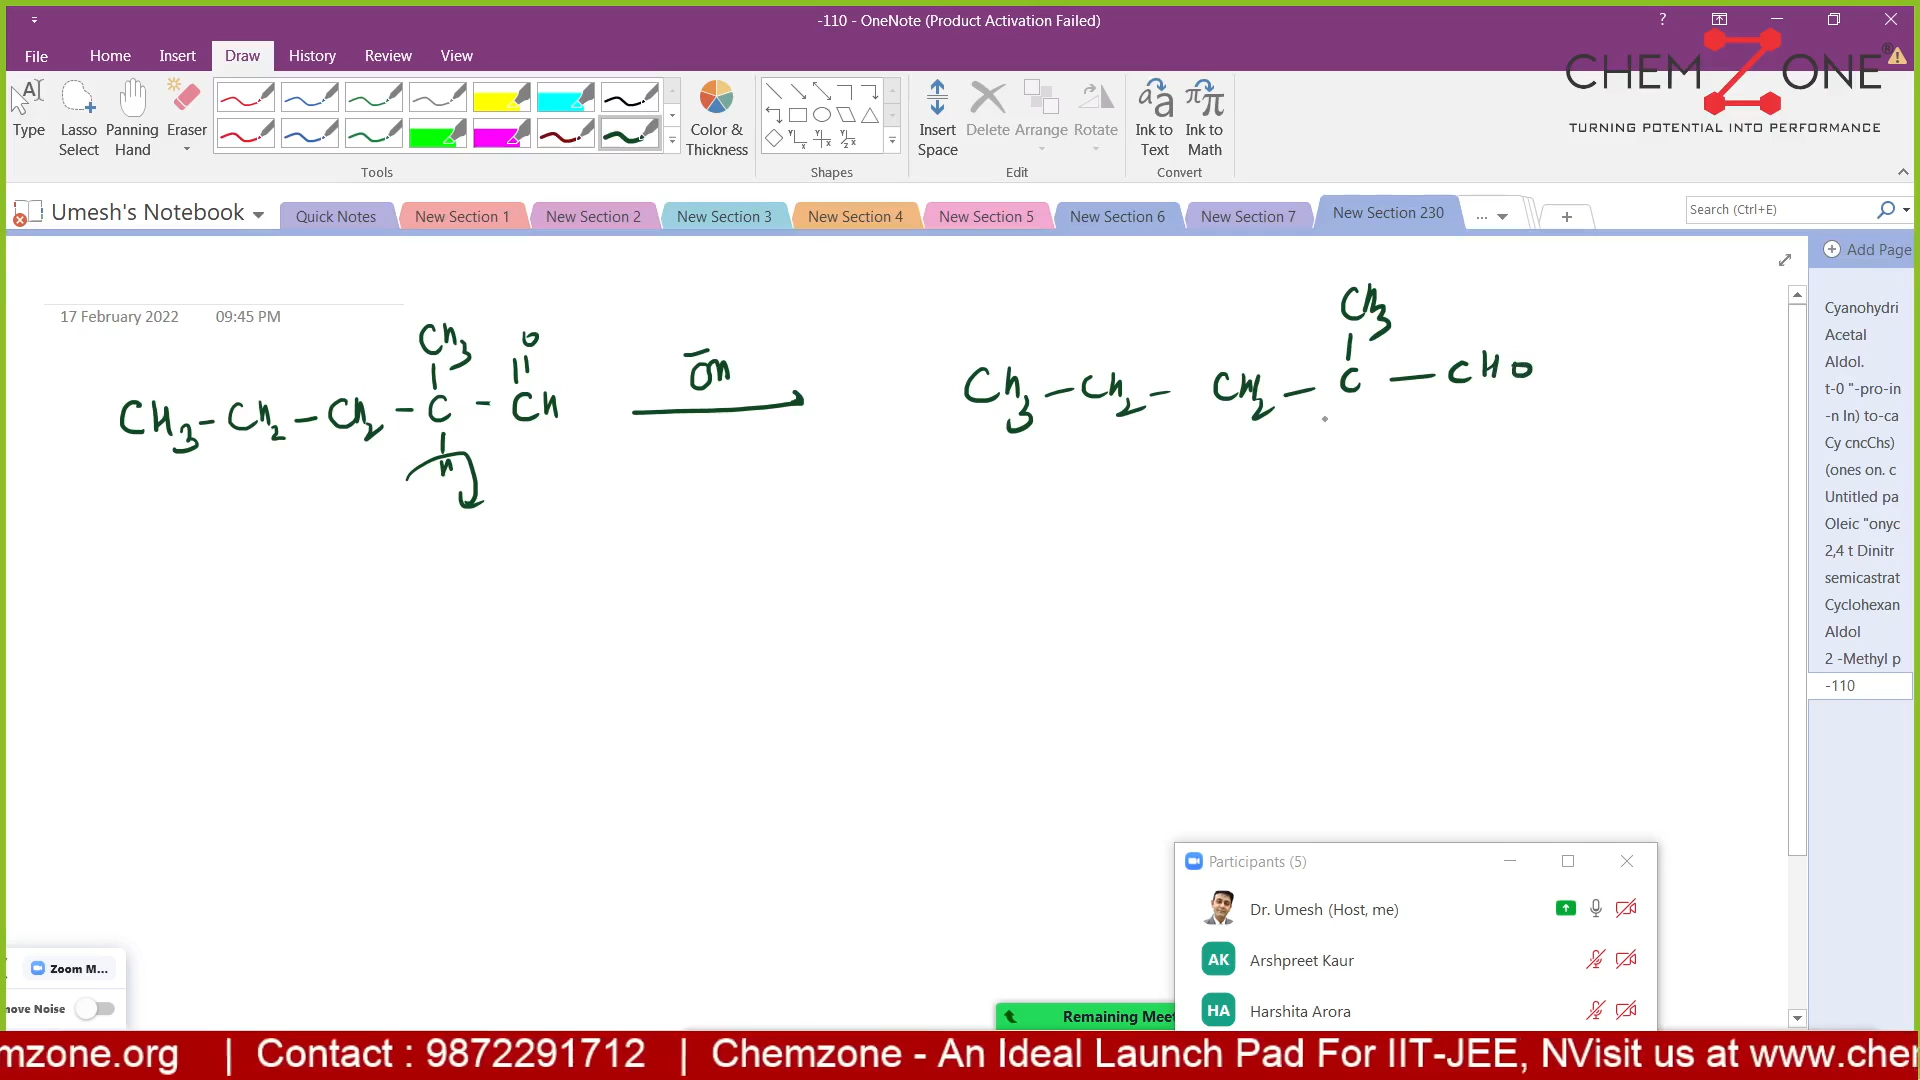 -110 - OneNote (Product Activation Failed)
?
File Home Insert Draw History Review View
CHEMZONE®
TURNING POTENTIAL INTO PERFORMANCE
Type
Lasso Select
Panning Hand
Eraser
Color & Thickness
Insert Space
Delete Arrange Rotate
Ink to Text
Ink to Math
Tools Shapes Edit Convert
Umesh's Notebook Quick Notes New Section 1 New Section 2 New Section 3 New Section 4 New Section 5 New Section 6 New Section 7 New Section 230 ... + Search (Ctrl+E)
Add Page
17 February 2022 09:45 PM
CH3 O
CH3-CH2-CH2-C-CH
H
OH
CH3
CH3-CH2-CH2-C-CHO
Cyanohydri
Acetal
Aldol.
t-0 "-pro-in
-n In) to-ca
Cy cncChs)
(ones on. c
Untitled pa
Oleic "onyc
2,4 t Dinitr
semicastrat
Cyclohexan
Aldol
2 -Methyl p
-110
Participants (5)
Dr. Umesh (Host, me)
AK Arshpreet Kaur
HA Harshita Arora
Zoom M...
nove Noise
Remaining Meet
mzone.org | Contact : 9872291712 | Chemzone - An Ideal Launch Pad For IIT-JEE, NVisit us at www.cher